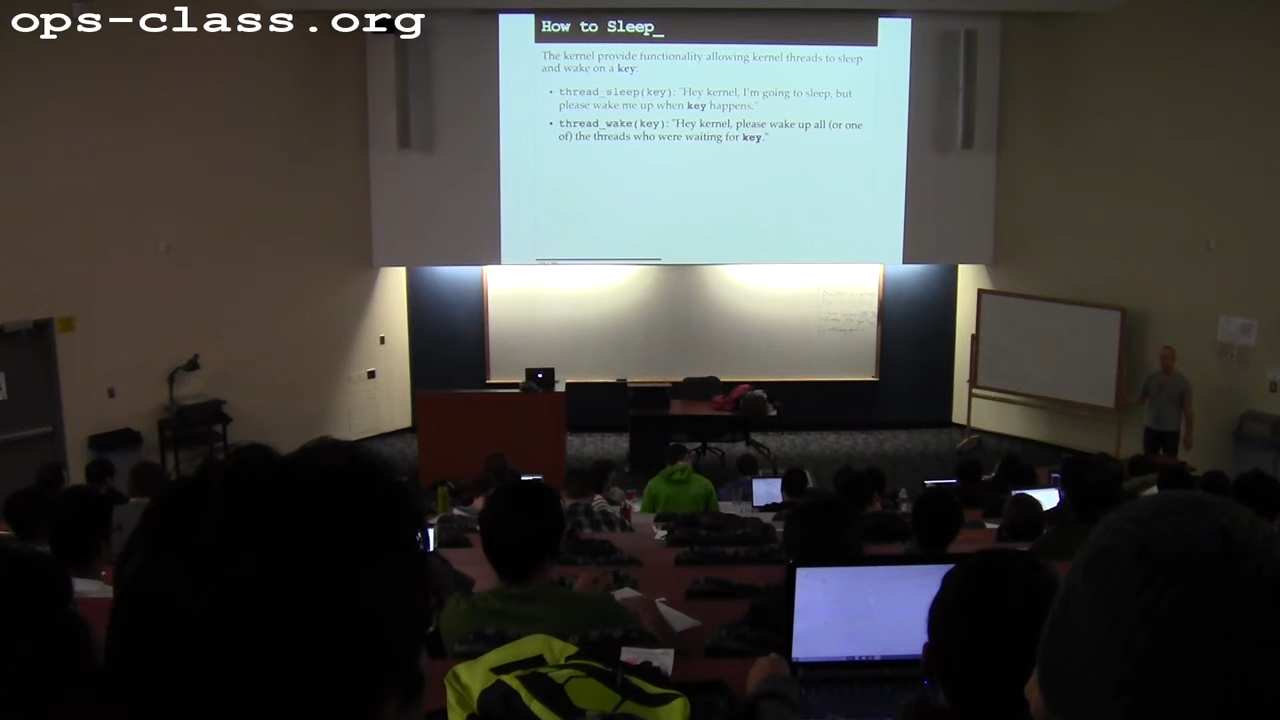 ops-class.org
How to Sleep_
The kernel provide functionality allowing kernel threads to sleep
and wake on a key:
• thread_sleep(key): "Hey kernel, I'm going to sleep, but
please wake me up when key happens."
• thread_wake(key): "Hey kernel, please wake up all (or one
of) the threads who were waiting for key."